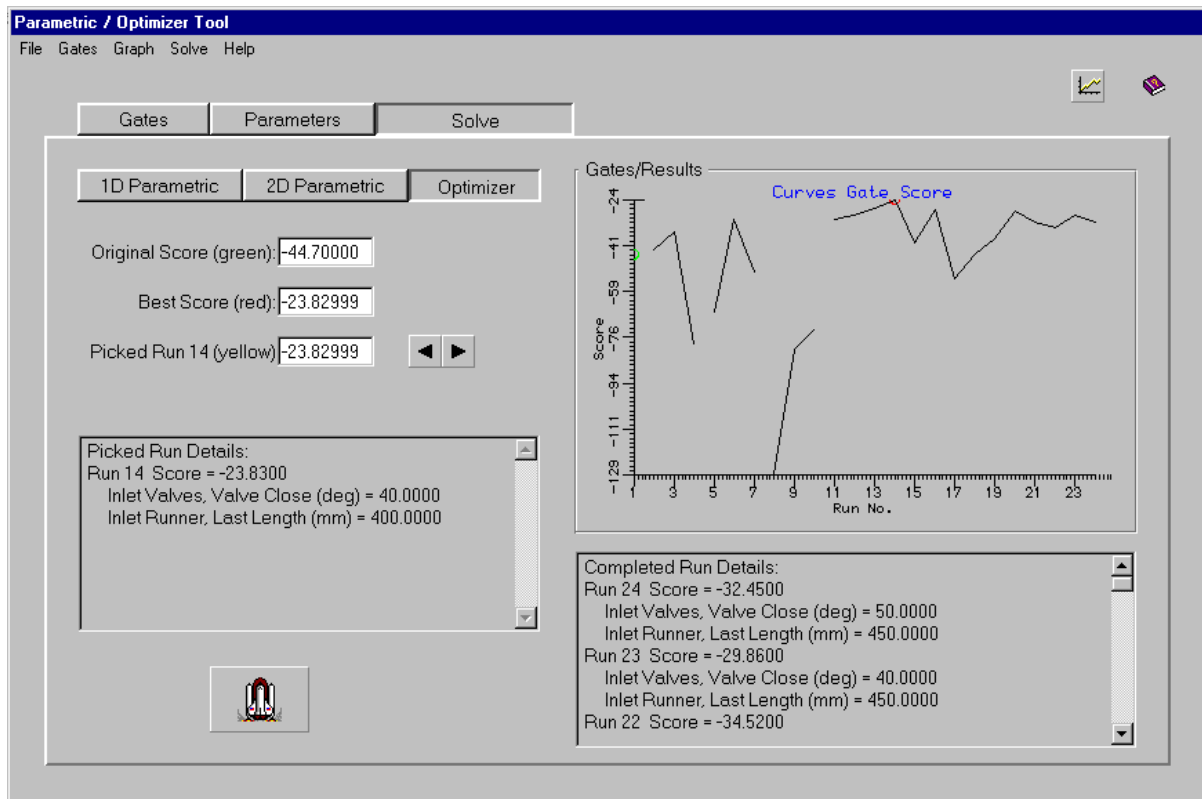 Parametric / Optimizer Tool
File Gates Graph Solve Help
Gates Parameters Solve
1D Parametric 2D Parametric Optimizer
Original Score (green): -44.70000
Best Score (red): -23.82999
Picked Run 14 (yellow) -23.82999
Picked Run Details:
Run 14 Score = -23.8300
Inlet Valves, Valve Close (deg) = 40.0000
Inlet Runner, Last Length (mm) = 400.0000
Gates/Results
Curves Gate Score
-24
-41
-59
-76
-94
-111
-129
Score
1 3 5 7 9 11 13 15 17 19 21 23
Run No.
Completed Run Details:
Run 24 Score = -32.4500
Inlet Valves, Valve Close (deg) = 50.0000
Inlet Runner, Last Length (mm) = 450.0000
Run 23 Score = -29.8600
Inlet Valves, Valve Close (deg) = 40.0000
Inlet Runner, Last Length (mm) = 450.0000
Run 22 Score = -34.5200